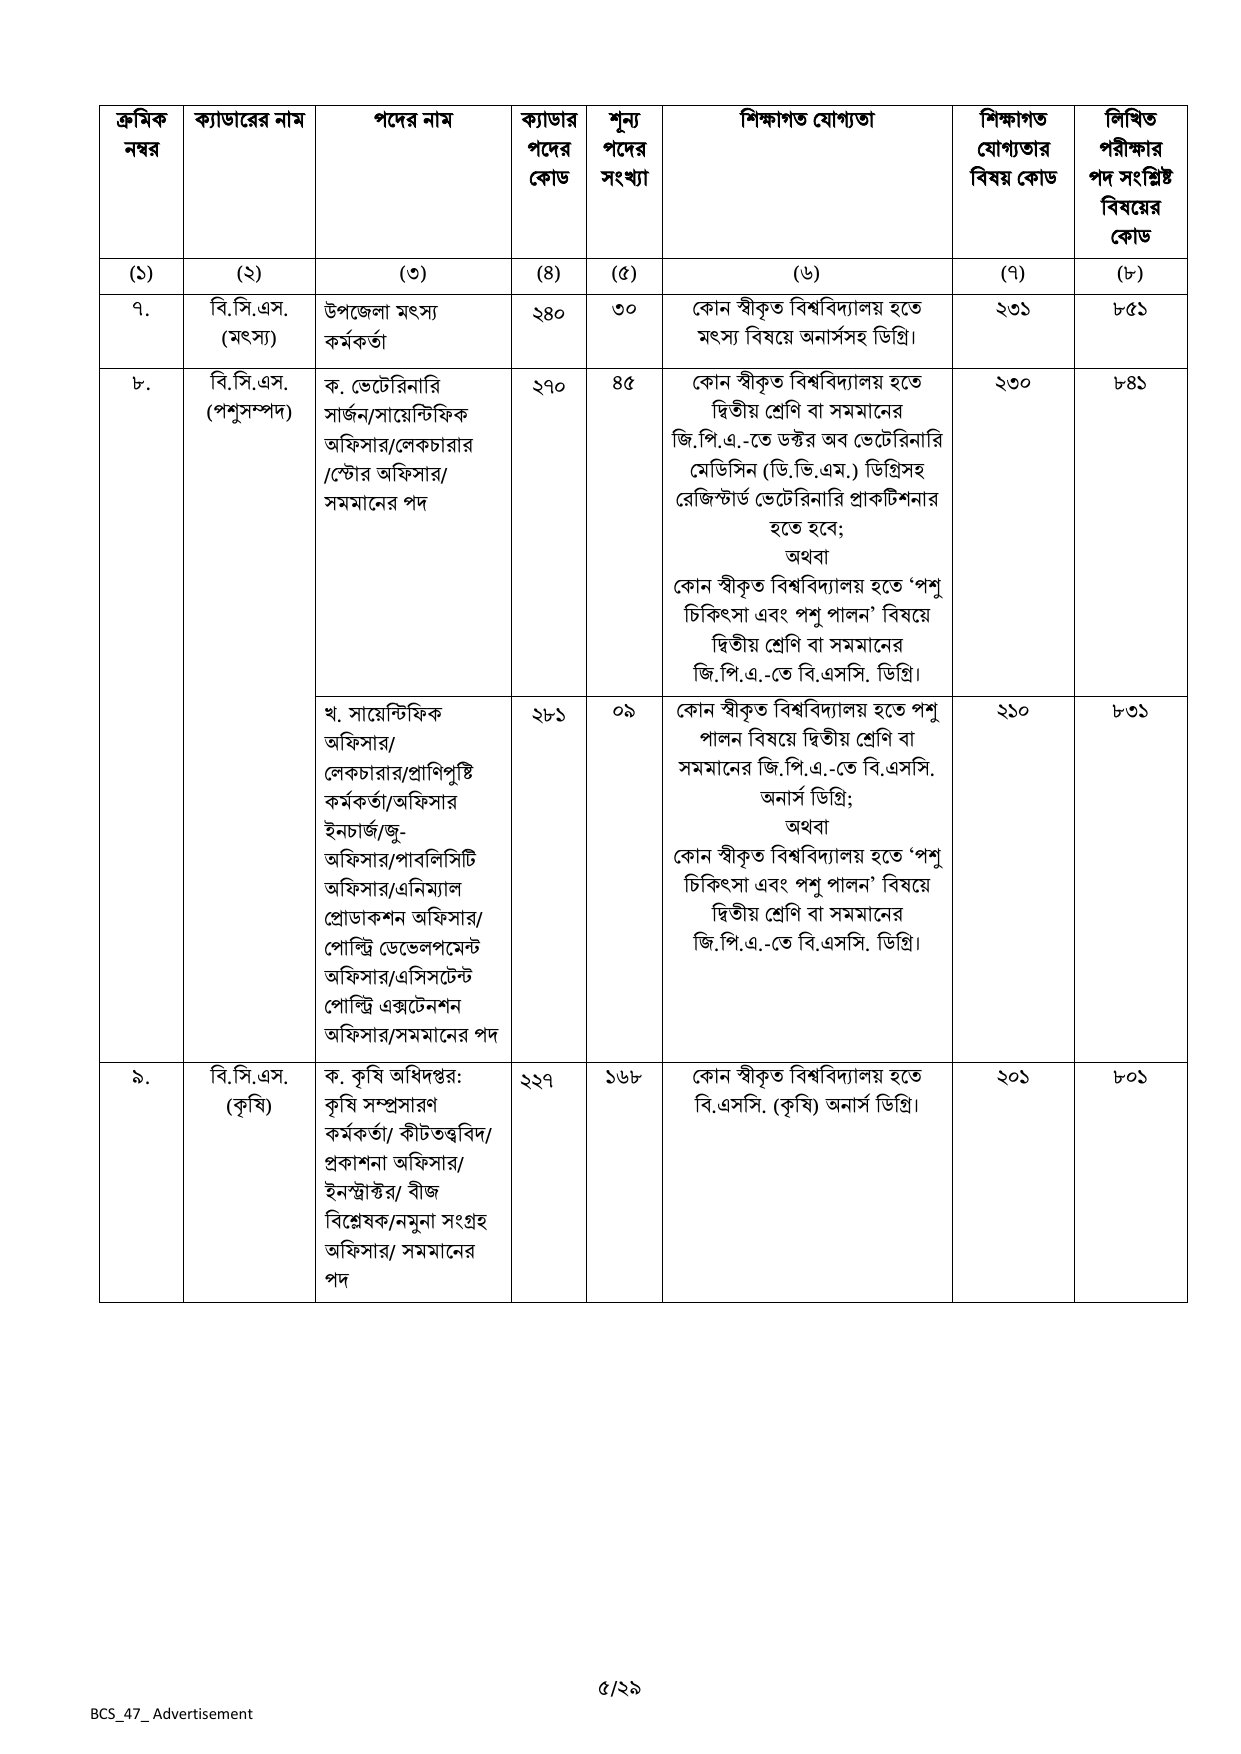 ক্রমিক নম্বর
ক্যাডারের নাম
পদের নাম
ক্যাডার পদের কোড
শূন্য পদের সংখ্যা
শিক্ষাগত যোগ্যতা
শিক্ষাগত যোগ্যতার বিষয় কোড
লিখিত পরীক্ষার পদ সংশ্লিষ্ট বিষয়ের কোড
(১) (২) (৩) (৪) (৫) (৬) (৭) (৮)
৭.
বি.সি.এস.
(মৎস্য)
উপজেলা মৎস্য
কর্মকর্তা
২৪০
৩০
কোন স্বীকৃত বিশ্ববিদ্যালয় হতে
মৎস্য বিষয়ে অনার্সসহ ডিগ্রি।
২৩১
৮৫১
৮.
বি.সি.এস.
(পশুসম্পদ)
ক. ভেটেরিনারি
সার্জন/সায়েন্টিফিক
অফিসার/লেকচারার
/স্টোর অফিসার/
সমমানের পদ
২৭০
৪৫
কোন স্বীকৃত বিশ্ববিদ্যালয় হতে
দ্বিতীয় শ্রেণি বা সমমানের
জি.পি.এ.-তে ডক্টর অব ভেটেরিনারি
মেডিসিন (ডি.ভি.এম.) ডিগ্রিসহ
রেজিস্টার্ড ভেটেরিনারি প্রাকটিশনার
হতে হবে;
অথবা
কোন স্বীকৃত বিশ্ববিদ্যালয় হতে ‘পশু
চিকিৎসা এবং পশু পালন’ বিষয়ে
দ্বিতীয় শ্রেণি বা সমমানের
জি.পি.এ.-তে বি.এসসি. ডিগ্রি।
২৩০
৮৪১
খ. সায়েন্টিফিক
অফিসার/
লেকচারার/প্রাণিপুষ্টি
কর্মকর্তা/অফিসার
ইনচার্জ/জু-
অফিসার/পাবলিসিটি
অফিসার/এনিম্যাল
প্রোডাকশন অফিসার/
পোল্ট্রি ডেভেলপমেন্ট
অফিসার/এসিসটেন্ট
পোল্ট্রি এক্সটেনশন
অফিসার/সমমানের পদ
২৮১
০৯
কোন স্বীকৃত বিশ্ববিদ্যালয় হতে পশু
পালন বিষয়ে দ্বিতীয় শ্রেণি বা
সমমানের জি.পি.এ.-তে বি.এসসি.
অনার্স ডিগ্রি;
অথবা
কোন স্বীকৃত বিশ্ববিদ্যালয় হতে ‘পশু
চিকিৎসা এবং পশু পালন’ বিষয়ে
দ্বিতীয় শ্রেণি বা সমমানের
জি.পি.এ.-তে বি.এসসি. ডিগ্রি।
২১০
৮৩১
৯.
বি.সি.এস.
(কৃষি)
ক. কৃষি অধিদপ্তর:
কৃষি সম্প্রসারণ
কর্মকর্তা/ কীটতত্ত্ববিদ/
প্রকাশনা অফিসার/
ইনস্ট্রাক্টর/ বীজ
বিশ্লেষক/নমুনা সংগ্রহ
অফিসার/ সমমানের
পদ
২২৭
১৬৮
কোন স্বীকৃত বিশ্ববিদ্যালয় হতে
বি.এসসি. (কৃষি) অনার্স ডিগ্রি।
২০১
৮০১
৫/২৯
BCS_47_ Advertisement